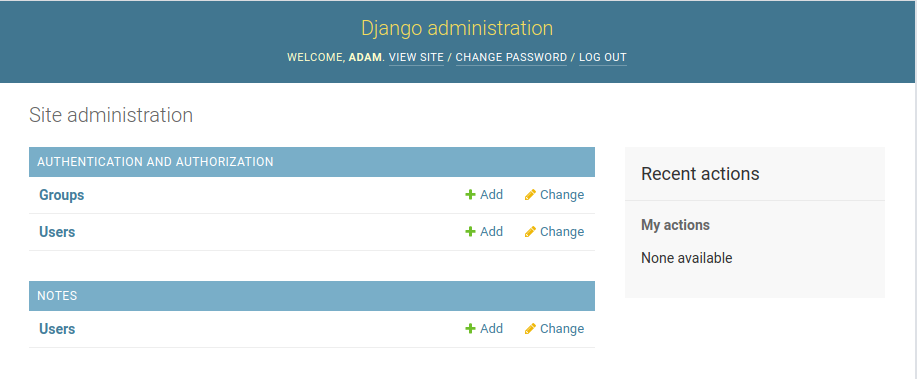 Django administration
WELCOME, ADAM. VIEW SITE / CHANGE PASSWORD / LOG OUT
Site administration
AUTHENTICATION AND AUTHORIZATION
Groups Add Change
Users Add Change
NOTES
Users Add Change
Recent actions
My actions
None available